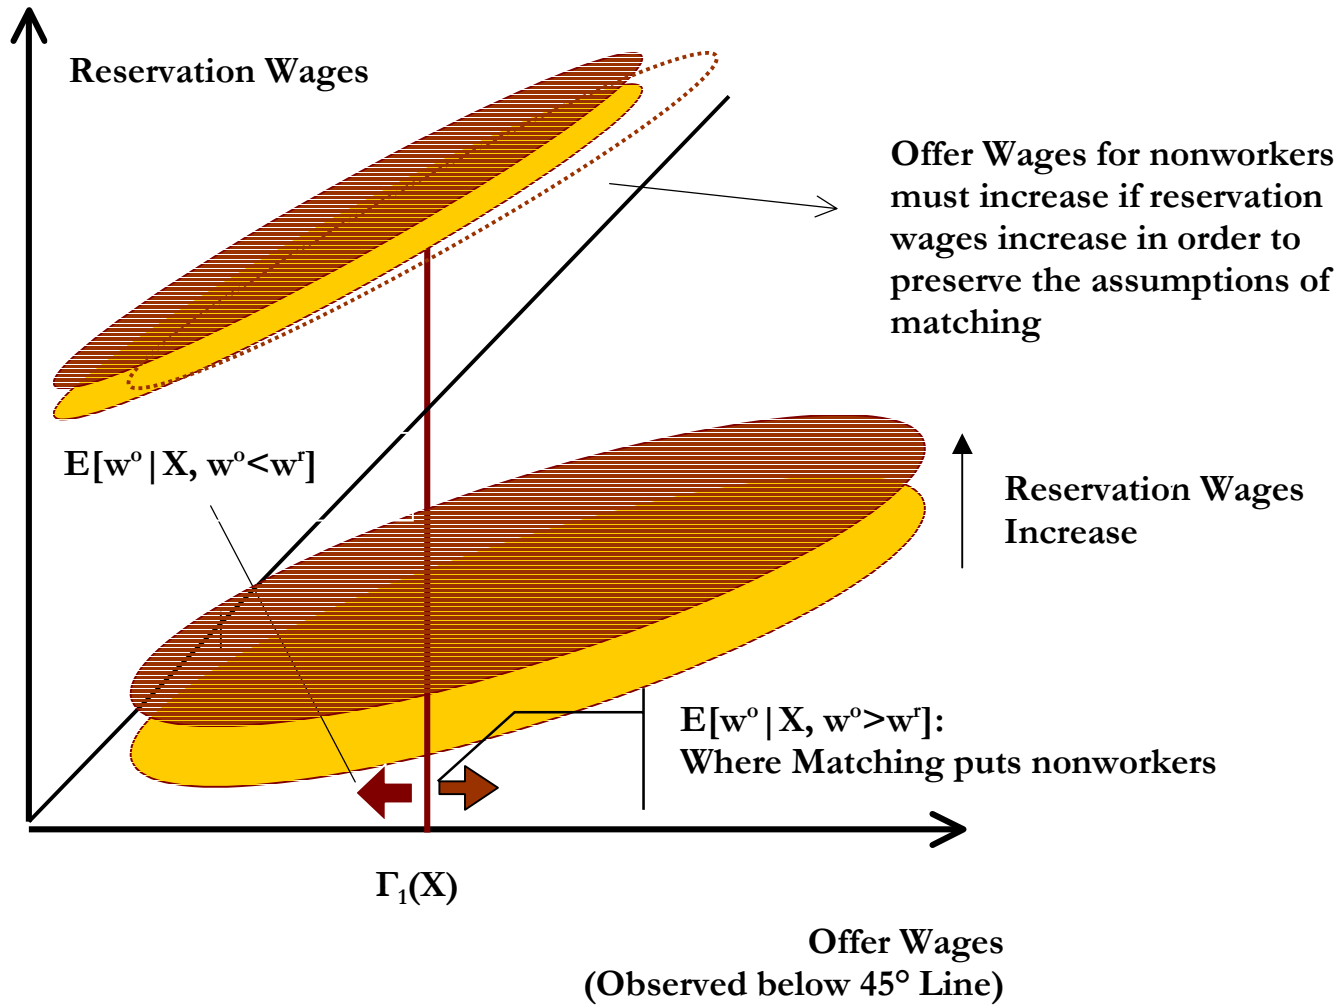 Reservation Wages
Offer Wages for nonworkers
must increase if reservation
wages increase in order to
preserve the assumptions of
matching
E[wᵒ|X, wᵒ<wʳ]
Reservation Wages
Increase
E[wᵒ|X, wᵒ>wʳ]:
Where Matching puts nonworkers
Γ₁(X)
Offer Wages
(Observed below 45° Line)